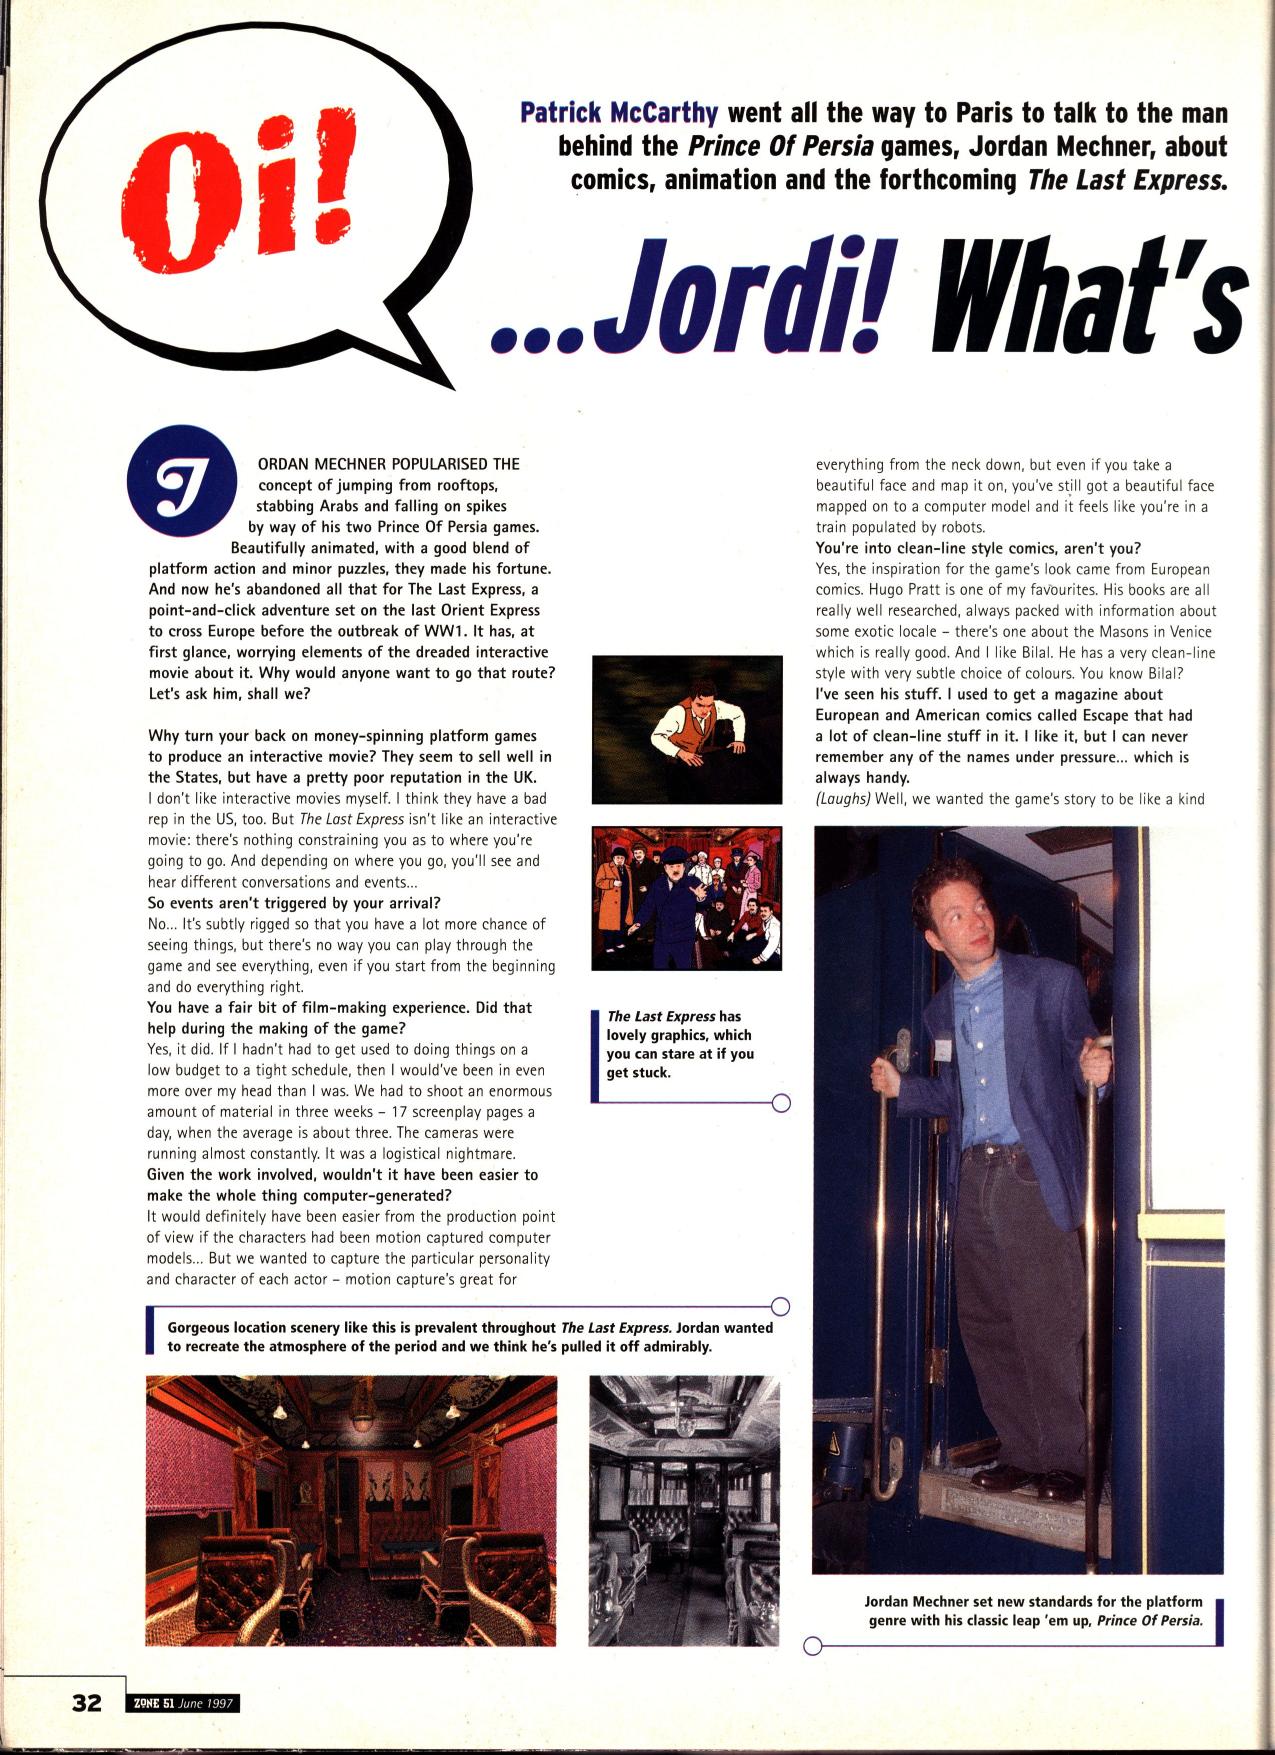 Oi!
Patrick McCarthy went all the way to Paris to talk to the man
behind the Prince Of Persia games, Jordan Mechner, about
comics, animation and the forthcoming The Last Express.
...Jordi! What's
J
ORDAN MECHNER POPULARISED THE
concept of jumping from rooftops,
stabbing Arabs and falling on spikes
by way of his two Prince Of Persia games.
Beautifully animated, with a good blend of
platform action and minor puzzles, they made his fortune.
And now he's abandoned all that for The Last Express, a
point-and-click adventure set on the last Orient Express
to cross Europe before the outbreak of WW1. It has, at
first glance, worrying elements of the dreaded interactive
movie about it. Why would anyone want to go that route?
Let's ask him, shall we?
Why turn your back on money-spinning platform games
to produce an interactive movie? They seem to sell well in
the States, but have a pretty poor reputation in the UK.
I don't like interactive movies myself. I think they have a bad
rep in the US, too. But The Last Express isn't like an interactive
movie: there's nothing constraining you as to where you're
going to go. And depending on where you go, you'll see and
hear different conversations and events...
So events aren't triggered by your arrival?
No... It's subtly rigged so that you have a lot more chance of
seeing things, but there's no way you can play through the
game and see everything, even if you start from the beginning
and do everything right.
You have a fair bit of film-making experience. Did that
help during the making of the game?
Yes, it did. If I hadn't had to get used to doing things on a
low budget to a tight schedule, then I would've been in even
more over my head than I was. We had to shoot an enormous
amount of material in three weeks – 17 screenplay pages a
day, when the average is about three. The cameras were
running almost constantly. It was a logistical nightmare.
Given the work involved, wouldn't it have been easier to
make the whole thing computer-generated?
It would definitely have been easier from the production point
of view if the characters had been motion captured computer
models... But we wanted to capture the particular personality
and character of each actor – motion capture's great for
everything from the neck down, but even if you take a
beautiful face and map it on, you've still got a beautiful face
mapped on to a computer model and it feels like you're in a
train populated by robots.
You're into clean-line style comics, aren't you?
Yes, the inspiration for the game's look came from European
comics. Hugo Pratt is one of my favourites. His books are all
really well researched, always packed with information about
some exotic locale – there's one about the Masons in Venice
which is really good. And I like Bilal. He has a very clean-line
style with very subtle choice of colours. You know Bilal?
I've seen his stuff. I used to get a magazine about
European and American comics called Escape that had
a lot of clean-line stuff in it. I like it, but I can never
remember any of the names under pressure... which is
always handy.
(Laughs) Well, we wanted the game's story to be like a kind
The Last Express has
lovely graphics, which
you can stare at if you
get stuck.
Gorgeous location scenery like this is prevalent throughout The Last Express. Jordan wanted
to recreate the atmosphere of the period and we think he's pulled it off admirably.
Jordan Mechner set new standards for the platform
genre with his classic leap 'em up, Prince Of Persia.
32
ZONE 51 June 1997